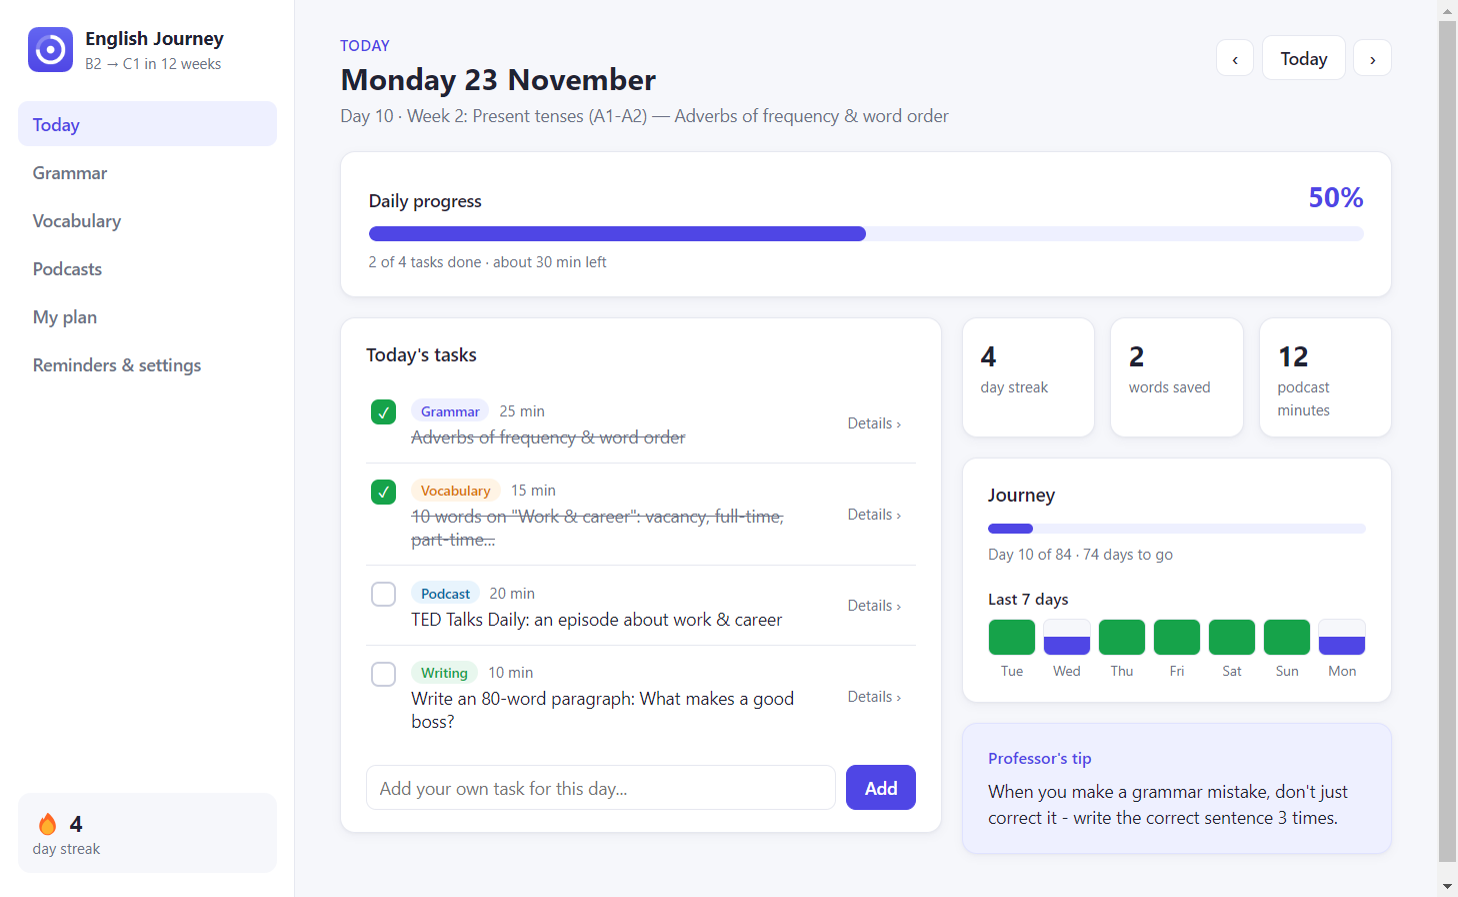 English Journey
B2 → C1 in 12 weeks
Today
Grammar
Vocabulary
Podcasts
My plan
Reminders & settings
4
day streak
TODAY
Monday 23 November
Day 10 · Week 2: Present tenses (A1-A2) — Adverbs of frequency & word order
‹
Today
›
Daily progress
50%
2 of 4 tasks done · about 30 min left
Today's tasks
✓
Grammar 25 min
Adverbs of frequency & word order
Details ›
✓
Vocabulary 15 min
10 words on "Work & career": vacancy, full-time,
part-time...
Details ›
Podcast 20 min
TED Talks Daily: an episode about work & career
Details ›
Writing 10 min
Write an 80-word paragraph: What makes a good
boss?
Details ›
Add your own task for this day...
Add
4
day streak
2
words saved
12
podcast
minutes
Journey
Day 10 of 84 · 74 days to go
Last 7 days
Tue Wed Thu Fri Sat Sun Mon
Professor's tip
When you make a grammar mistake, don't just
correct it - write the correct sentence 3 times.